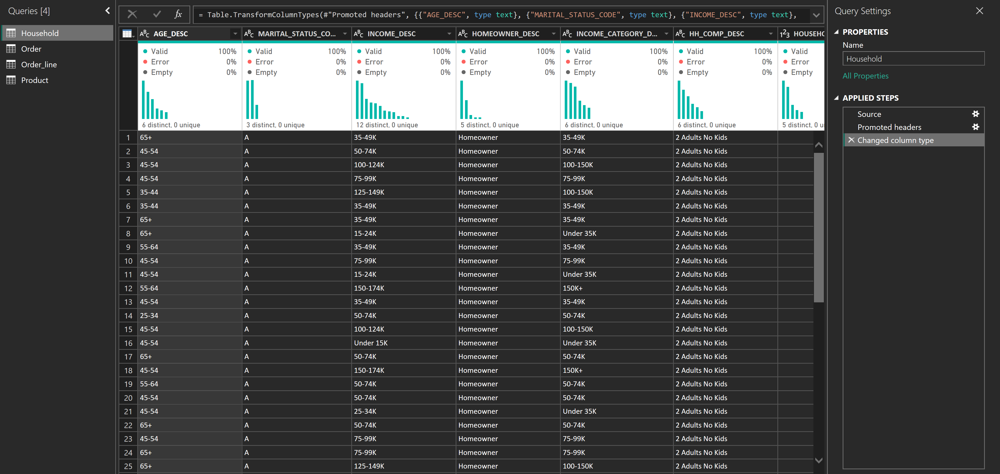 Queries [4]
Household
Order
Order_line
Product
fx
= Table.TransformColumnTypes(#"Promoted headers", {{"AGE_DESC", type text}, {"MARITAL_STATUS_CODE", type text}, {"INCOME_DESC", type text},
ABC AGE_DESC ABC MARITAL_STATUS_CO... ABC INCOME_DESC ABC HOMEOWNER_DESC ABC INCOME_CATEGORY_D... ABC HH_COMP_DESC 123 HOUSEHO
Valid 100% Valid 100% Valid 100% Valid 100% Valid 100% Valid 100% Valid
Error 0% Error 0% Error 0% Error 0% Error 0% Error 0% Error
Empty 0% Empty 0% Empty 0% Empty 0% Empty 0% Empty 0% Empty
6 distinct, 0 unique 3 distinct, 0 unique 12 distinct, 0 unique 5 distinct, 0 unique 6 distinct, 0 unique 6 distinct, 0 unique 5 distinct, 0 u
1 65+ A 35-49K Homeowner 35-49K 2 Adults No Kids
2 45-54 A 50-74K Homeowner 50-74K 2 Adults No Kids
3 45-54 A 100-124K Homeowner 100-150K 2 Adults No Kids
4 45-54 A 75-99K Homeowner 75-99K 2 Adults No Kids
5 35-44 A 125-149K Homeowner 100-150K 2 Adults No Kids
6 35-44 A 35-49K Homeowner 35-49K 2 Adults No Kids
7 65+ A 35-49K Homeowner 35-49K 2 Adults No Kids
8 65+ A 15-24K Homeowner Under 35K 2 Adults No Kids
9 55-64 A 35-49K Homeowner 35-49K 2 Adults No Kids
10 45-54 A 75-99K Homeowner 75-99K 2 Adults No Kids
11 45-54 A 15-24K Homeowner Under 35K 2 Adults No Kids
12 55-64 A 150-174K Homeowner 150K+ 2 Adults No Kids
13 45-54 A 35-49K Homeowner 35-49K 2 Adults No Kids
14 25-34 A 50-74K Homeowner 50-74K 2 Adults No Kids
15 45-54 A 100-124K Homeowner 100-150K 2 Adults No Kids
16 45-54 A Under 15K Homeowner Under 35K 2 Adults No Kids
17 65+ A 50-74K Homeowner 50-74K 2 Adults No Kids
18 45-54 A 150-174K Homeowner 150K+ 2 Adults No Kids
19 55-64 A 50-74K Homeowner 50-74K 2 Adults No Kids
20 45-54 A 50-74K Homeowner 50-74K 2 Adults No Kids
21 45-54 A 25-34K Homeowner Under 35K 2 Adults No Kids
22 65+ A 50-74K Homeowner 50-74K 2 Adults No Kids
23 45-54 A 75-99K Homeowner 75-99K 2 Adults No Kids
24 65+ A 75-99K Homeowner 75-99K 2 Adults No Kids
25 65+ A 125-149K Homeowner 100-150K 2 Adults No Kids
Query Settings
PROPERTIES
Name
Household
All Properties
APPLIED STEPS
Source
Promoted headers
Changed column type